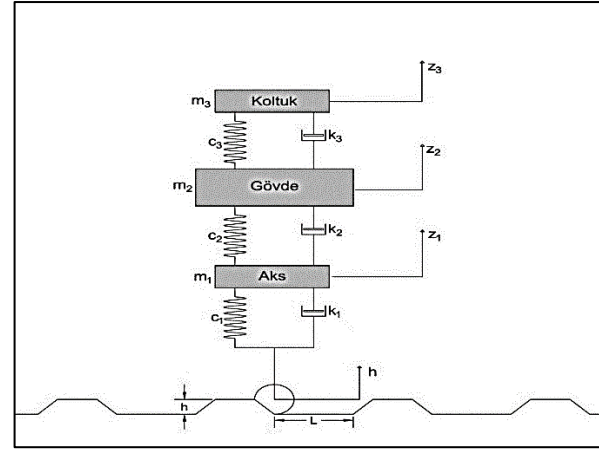 z₃
m₃ Koltuk
c₃ k₃
z₂
m₂ Gövde
c₂ k₂
z₁
m₁ Aks
c₁ k₁
h
h
L